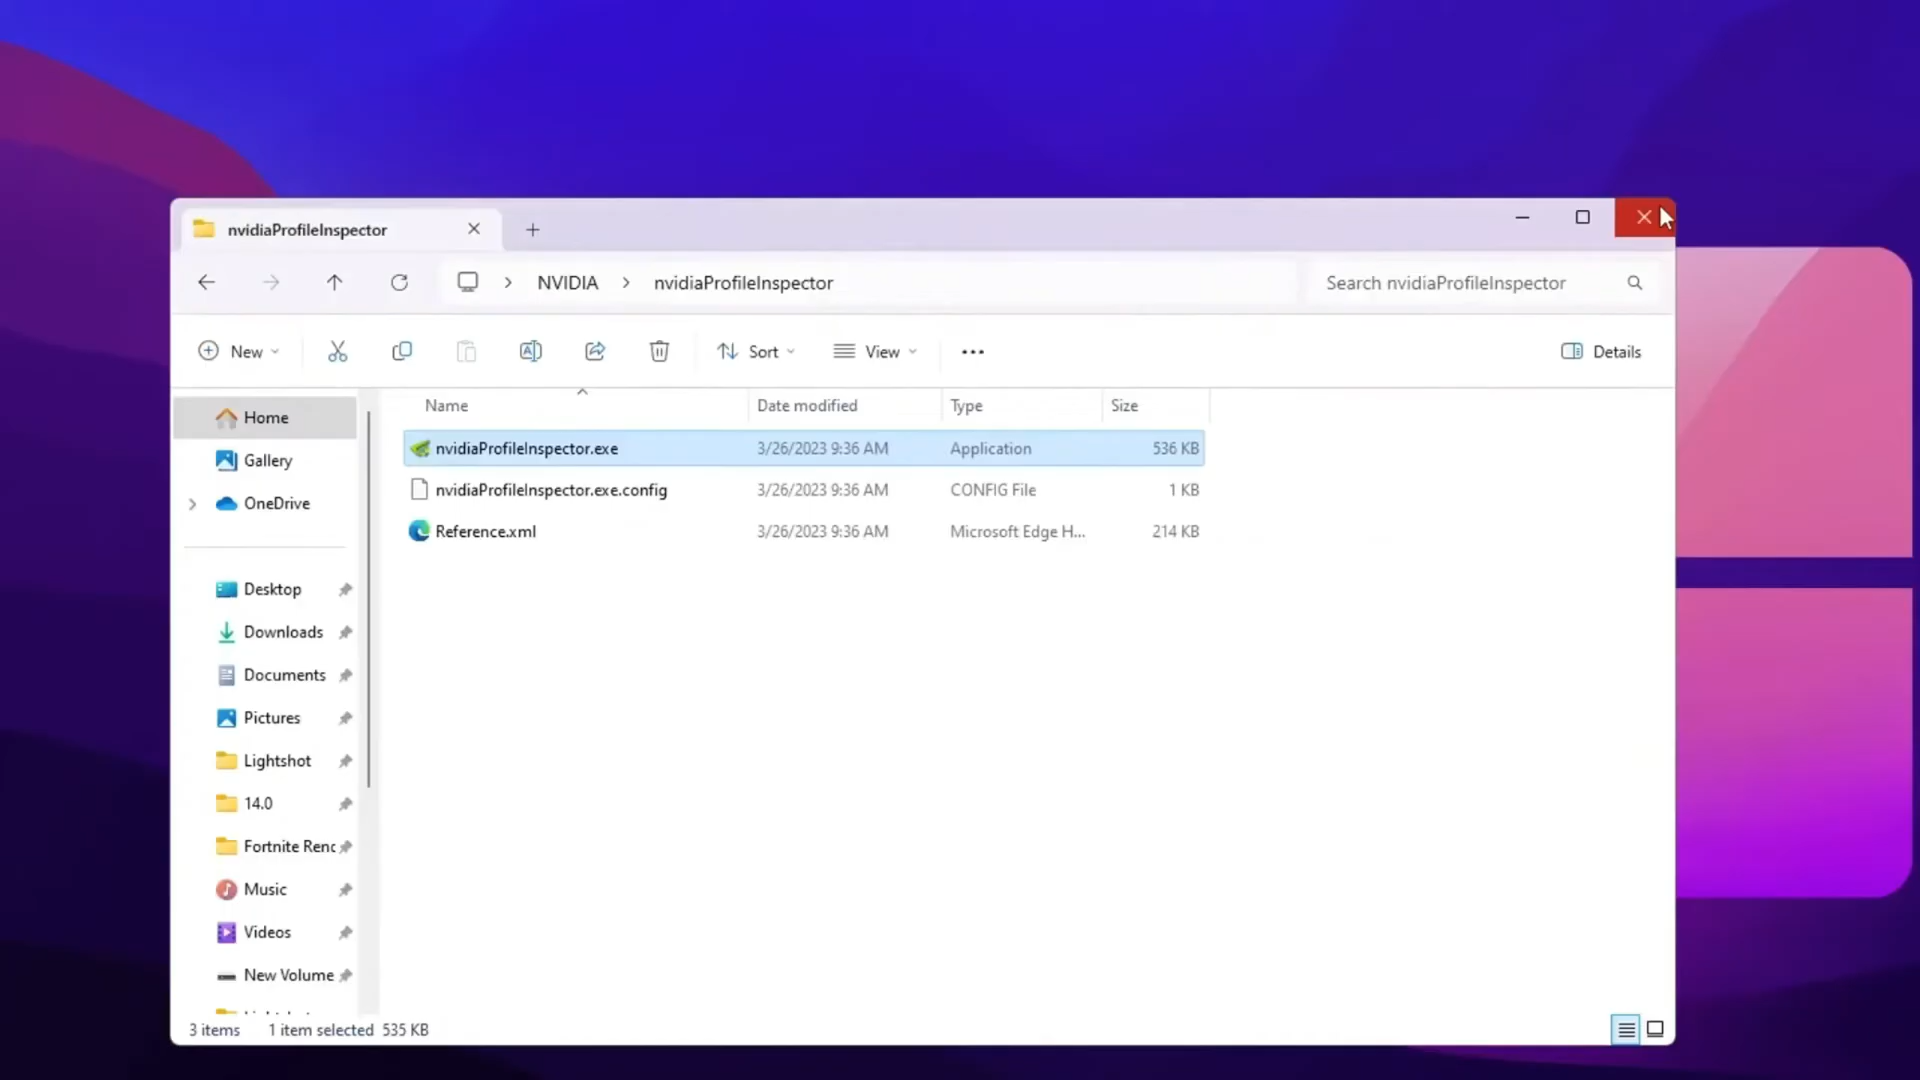 nvidiaProfileInspector
NVIDIA > nvidiaProfileInspector
Search nvidiaProfileInspector
New
Sort
View
Details
Name
Date modified
Type
Size
nvidiaProfileInspector.exe 3/26/2023 9:36 AM Application 536 KB
nvidiaProfileInspector.exe.config 3/26/2023 9:36 AM CONFIG File 1 KB
Reference.xml 3/26/2023 9:36 AM Microsoft Edge H... 214 KB
Home
Gallery
OneDrive
Desktop
Downloads
Documents
Pictures
Lightshot
14.0
Fortnite Renc
Music
Videos
New Volume
3 items 1 item selected 535 KB